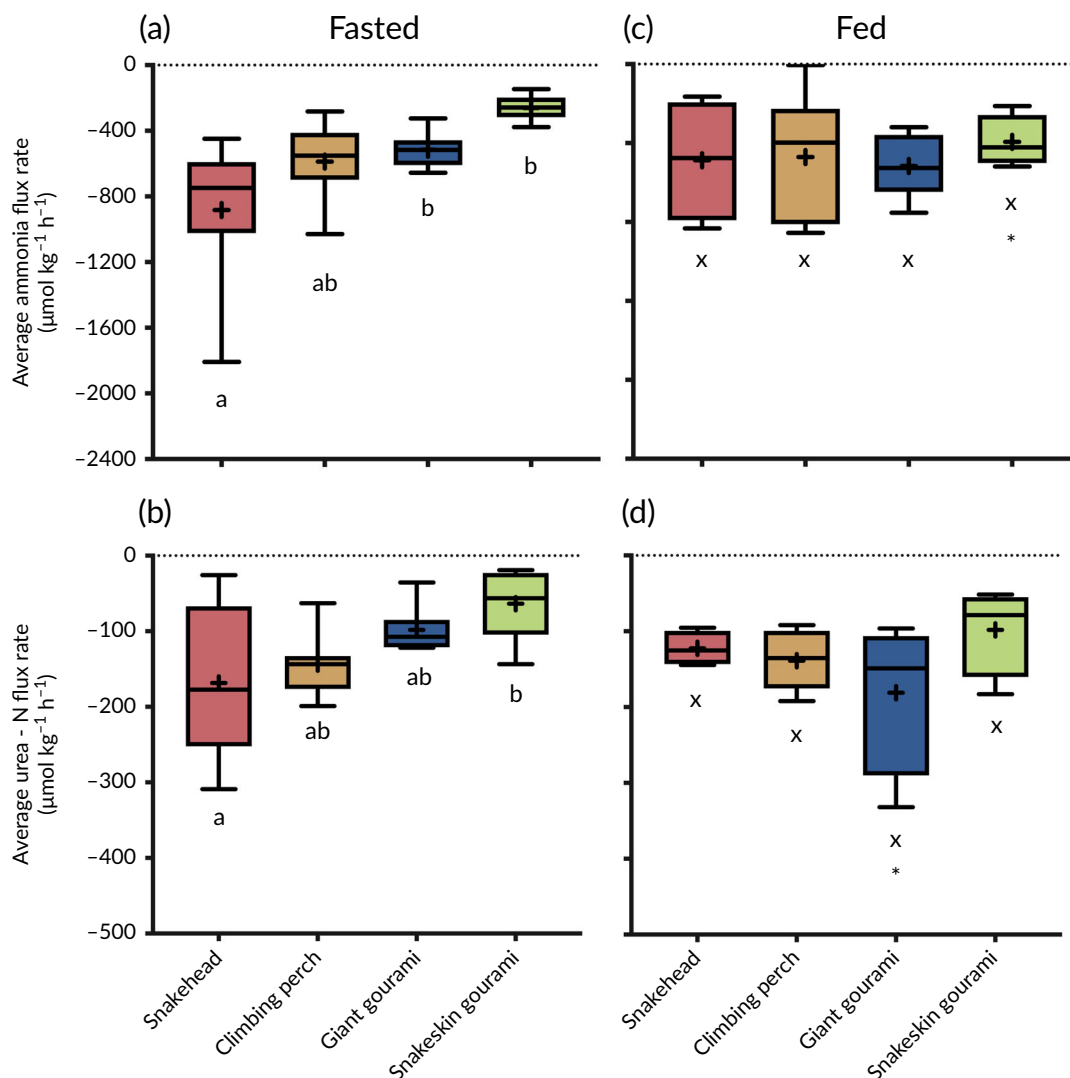 (a) Fasted
(c) Fed
0
−400
−800
−1200
−1600
−2000
−2400
Average ammonia flux rate
(μmol kg⁻¹ h⁻¹)
a
ab
b
b
x
x
x
x
*
(b)
(d)
0
−100
−200
−300
−400
−500
Average urea - N flux rate
(μmol kg⁻¹ h⁻¹)
a
ab
ab
b
x
x
x
*
x
Snakehead
Climbing perch
Giant gourami
Snakeskin gourami
Snakehead
Climbing perch
Giant gourami
Snakeskin gourami